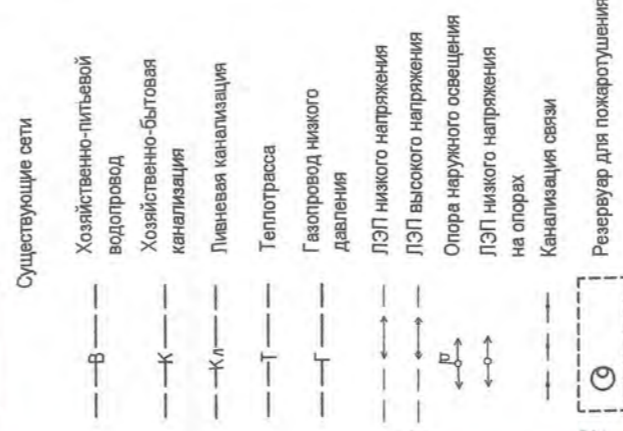 Существующие сети
В
Хозяйственно-питьевой
водопровод
К
Хозяйственно-бытовая
канализация
Кл
Ливневая канализация
Т
Теплотрасса
Г
Газопровод низкого
давления
ЛЭП низкого напряжения
ЛЭП высокого напряжения
Опора наружного освещения
ЛЭП низкого напряжения
на опорах
Канализация связи
Резервуар для пожаротушения